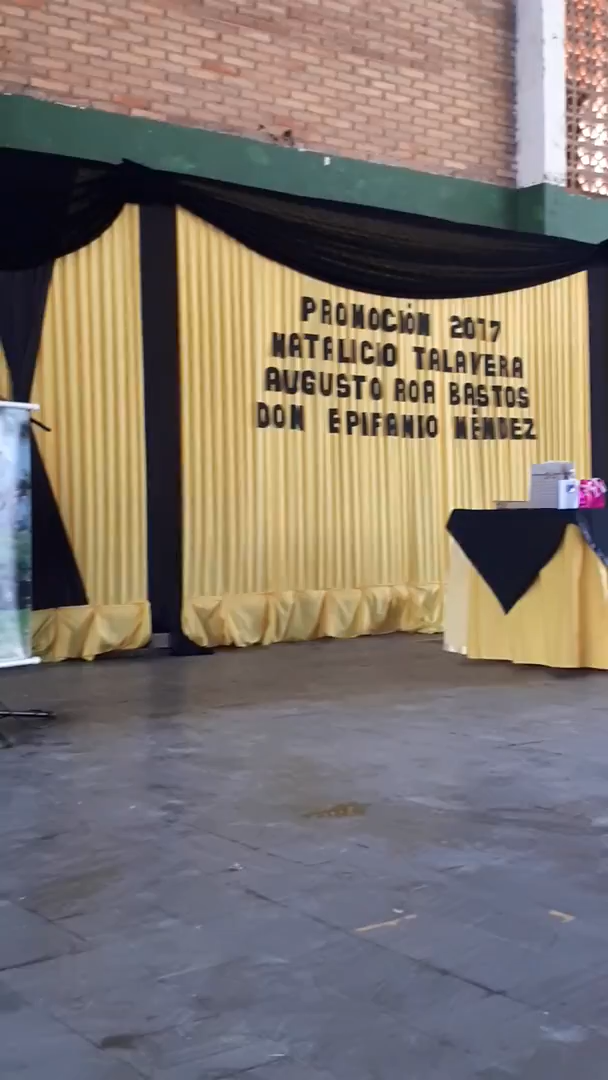 PROMOCIÓN 2017
NATALICIO TALAVERA
AUGUSTO ROA BASTOS
DON EPIFANIO MÉNDEZ